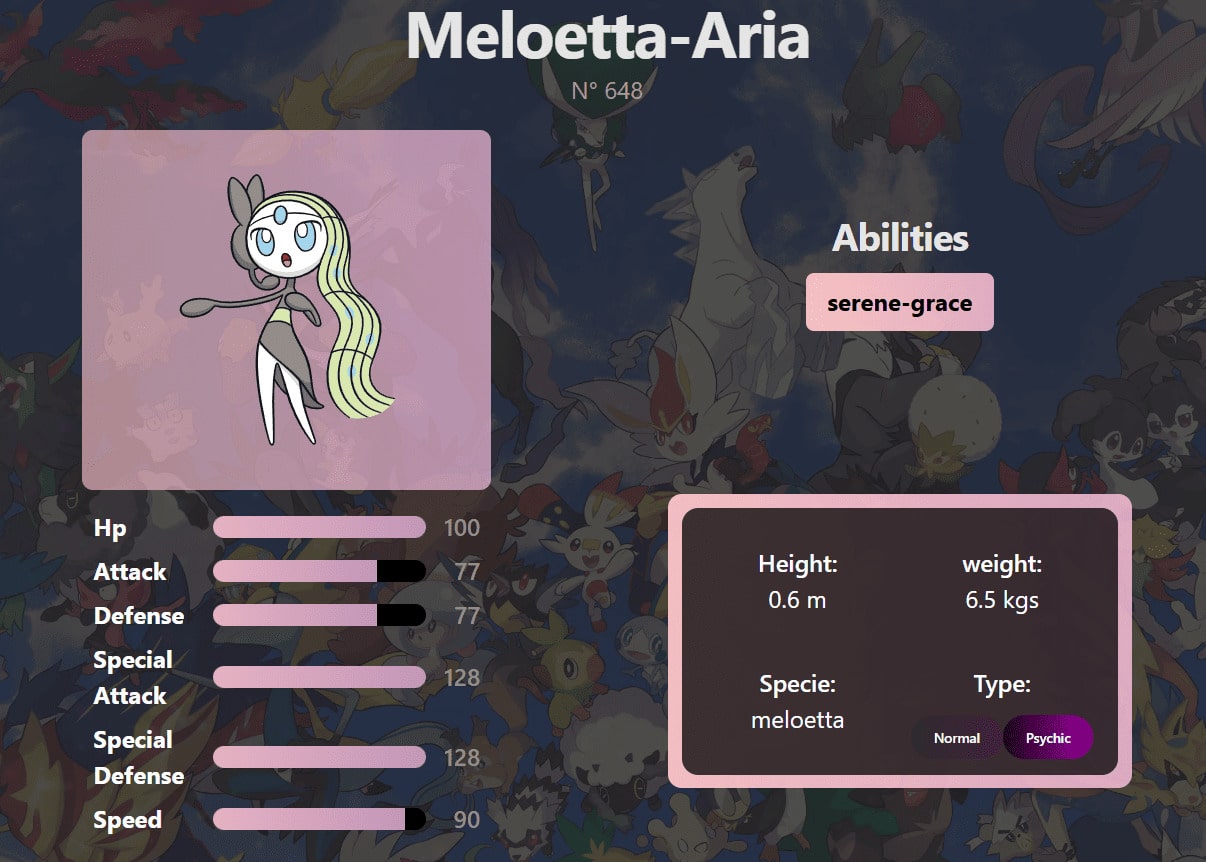 Meloetta-Aria
N° 648
Abilities
serene-grace
Hp 100
Attack 77
Defense 77
Special
Attack 128
Special
Defense 128
Speed 90
Height: weight:
0.6 m 6.5 kgs
Specie: Type:
meloetta Normal Psychic